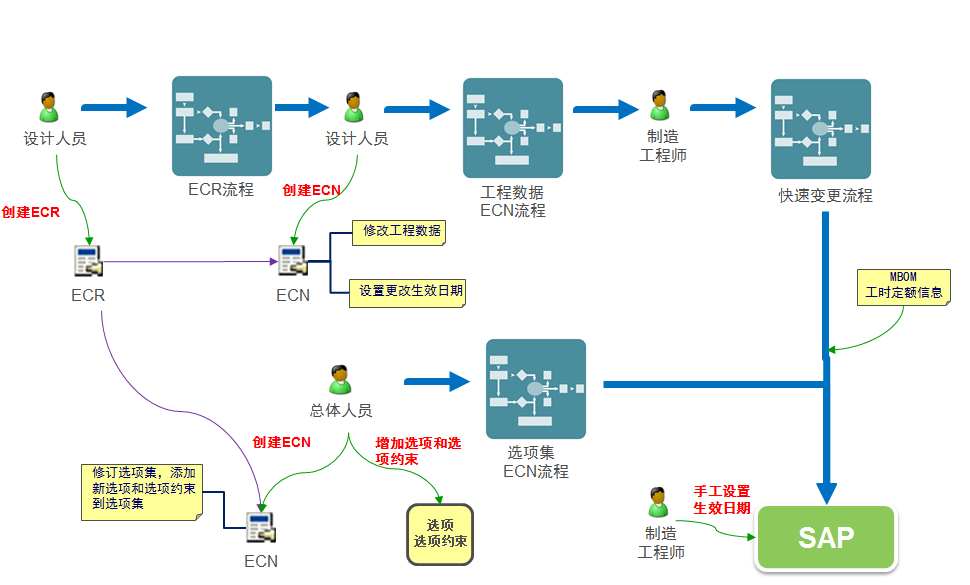 设计人员
ECR流程
设计人员
工程数据
ECN流程
制造
工程师
快速变更流程
创建ECR
创建ECN
修改工程数据
设置更改生效日期
ECR
ECN
MBOM
工时定额信息
总体人员
选项集
ECN流程
创建ECN
增加选项和选
项约束
修订选项集，添加
新选项和选项约束
到选项集
ECN
选项
选项约束
制造
工程师
手工设置
生效日期
SAP